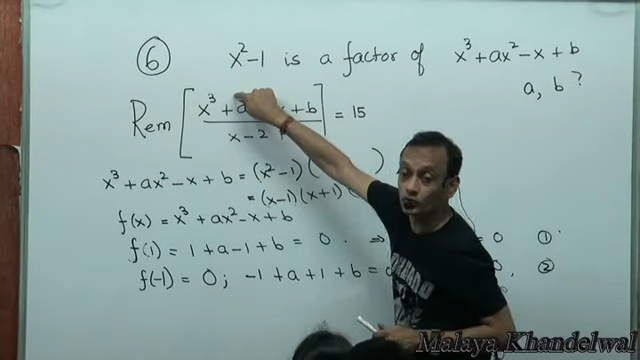 ⑥ x²-1 is a factor of x³+ax²-x+b
a, b ?
Rem [ x³+a x+b / x-2 ] = 15
x³+ax²-x+b = (x²-1)( )
= (x-1)(x+1)(
f(x) = x³+ax²-x+b
f(1) = 1+a-1+b = 0. ⇒ = 0 ①
f(-1) = 0; -1+a+1+b = 0, ②
Malaya Khandelwal